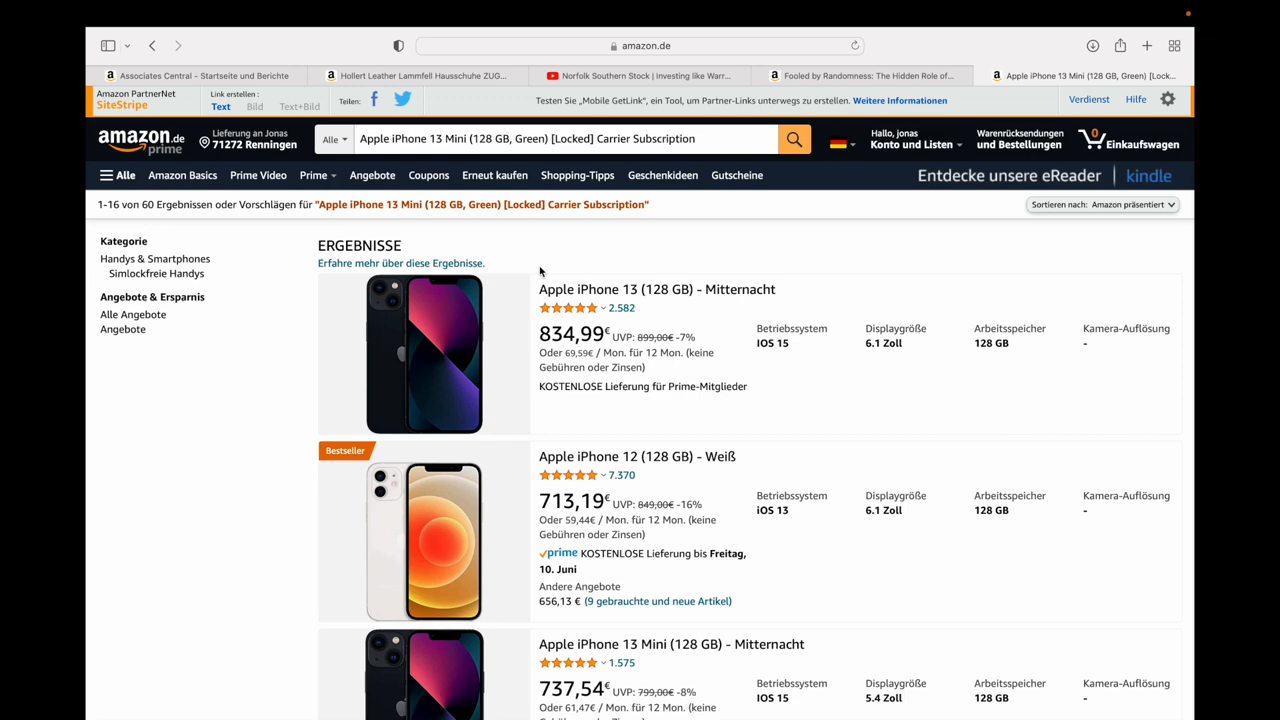 amazon.de
Associates Central - Startseite und Berichte
Hollert Leather Lammfell Hausschuhe ZUG...
Norfolk Southern Stock | Investing like Warr...
Fooled by Randomness: The Hidden Role of...
Apple iPhone 13 Mini (128 GB, Green) [Lock...
Amazon PartnerNet
SiteStripe
Link erstellen:
Text Bild Text+Bild
Teilen:
Testen Sie „Mobile GetLink“, ein Tool, um Partner-Links unterwegs zu erstellen. Weitere Informationen
Verdienst Hilfe
amazon.de
prime
Lieferung an Jonas
71272 Renningen
Alle
Apple iPhone 13 Mini (128 GB, Green) [Locked] Carrier Subscription
Hallo, jonas
Konto und Listen
Warenrücksendungen
und Bestellungen
0
Einkaufswagen
Alle Amazon Basics Prime Video Prime Angebote Coupons Erneut kaufen Shopping-Tipps Geschenkideen Gutscheine
Entdecke unsere eReader kindle
1-16 von 60 Ergebnisen oder Vorschlägen für "Apple iPhone 13 Mini (128 GB, Green) [Locked] Carrier Subscription"
Sortieren nach: Amazon präsentiert
Kategorie
Handys & Smartphones
Simlockfreie Handys
Angebote & Ersparnis
Alle Angebote
Angebote
ERGEBNISSE
Erfahre mehr über diese Ergebnisse.
Apple iPhone 13 (128 GB) - Mitternacht
2.582
834,99€ UVP: 899,00€ -7%
Oder 69,59€ / Mon. für 12 Mon. (keine
Gebühren oder Zinsen)
KOSTENLOSE Lieferung für Prime-Mitglieder
Betriebssystem
IOS 15
Displaygröße
6.1 Zoll
Arbeitsspeicher
128 GB
Kamera-Auflösung
-
Bestseller
Apple iPhone 12 (128 GB) - Weiß
7.370
713,19€ UVP: 849,00€ -16%
Oder 59,44€ / Mon. für 12 Mon. (keine
Gebühren oder Zinsen)
prime KOSTENLOSE Lieferung bis Freitag,
10. Juni
Andere Angebote
656,13 € (9 gebrauchte und neue Artikel)
Betriebssystem
iOS 13
Displaygröße
6.1 Zoll
Arbeitsspeicher
128 GB
Kamera-Auflösung
-
Apple iPhone 13 Mini (128 GB) - Mitternacht
1.575
737,54€ UVP: 799,00€ -8%
Oder 61,47€ / Mon. für 12 Mon. (keine
Betriebssystem
IOS 15
Displaygröße
5.4 Zoll
Arbeitsspeicher
128 GB
Kamera-Auflösung
-